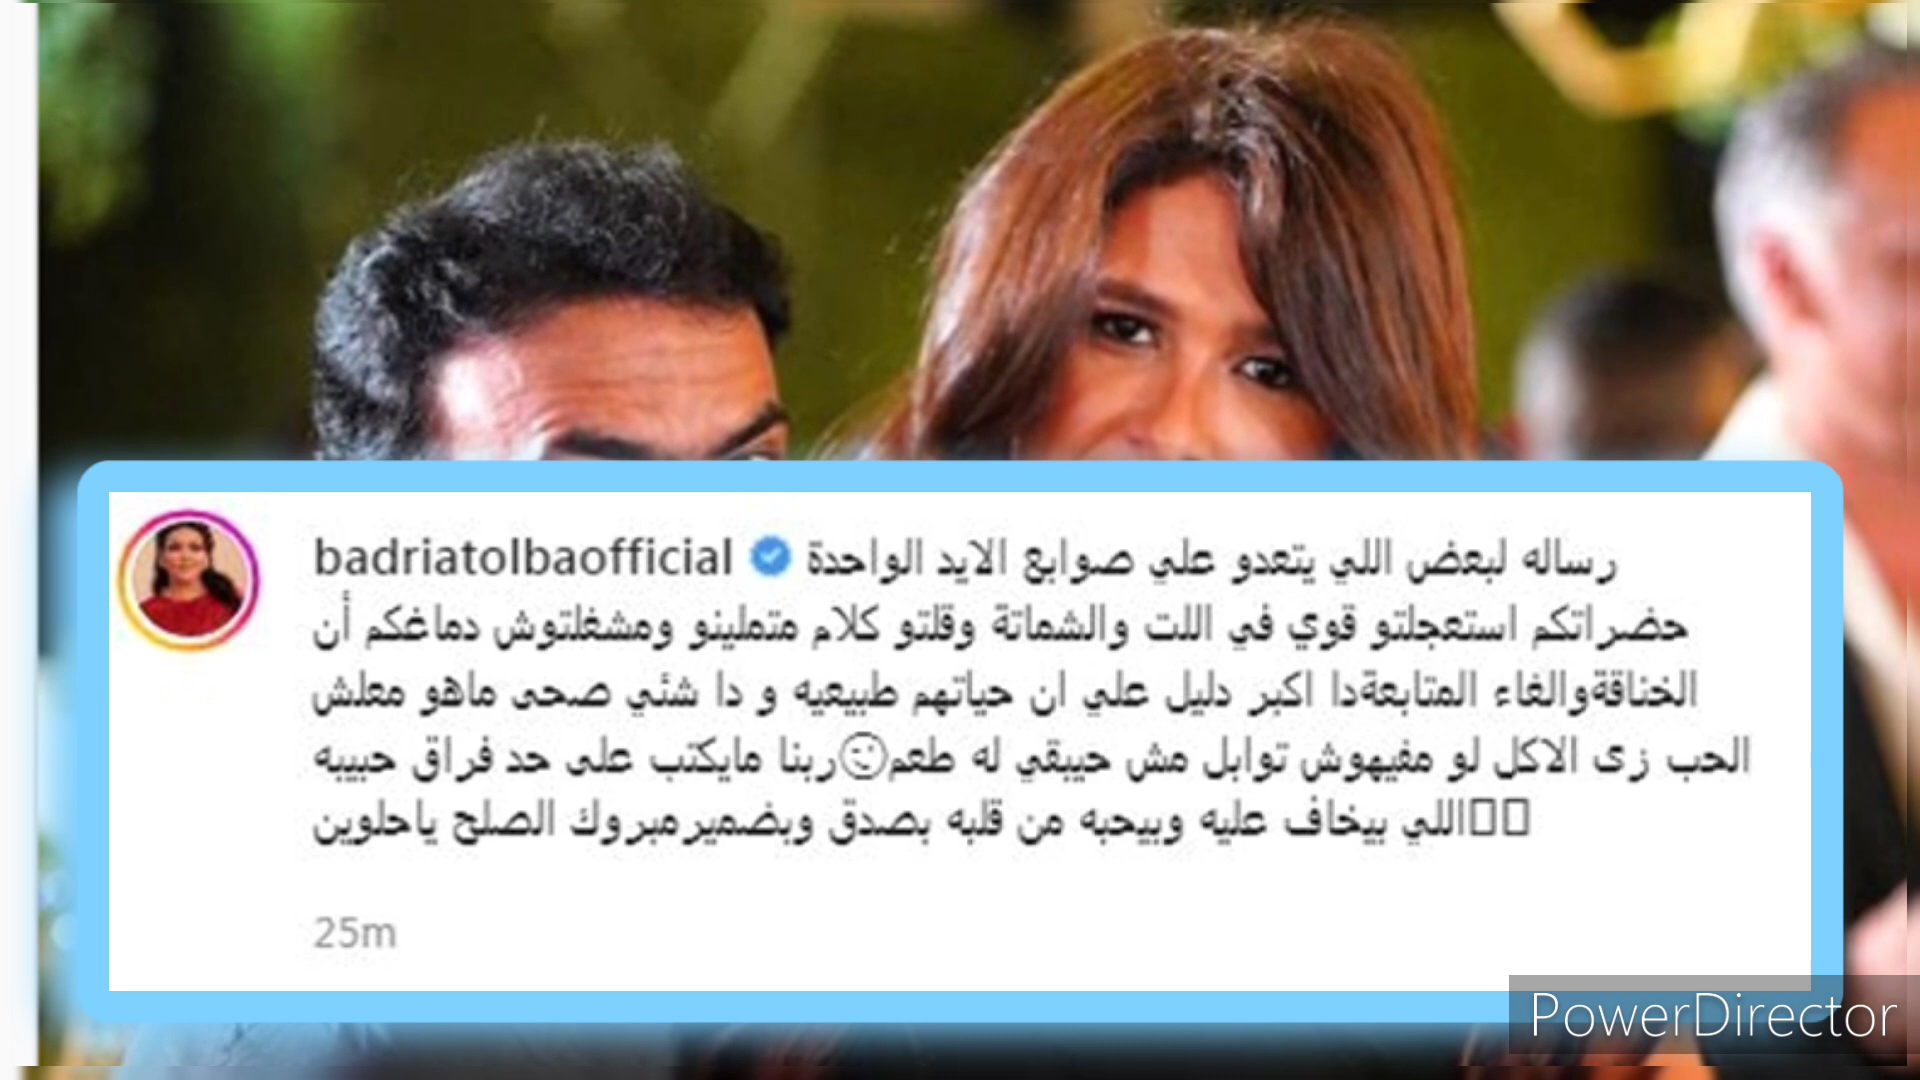 badriatolbaofficial رساله لبعض اللي يتعدو علي صوابع الايد الواحدة
حضراتكم استعجلتو قوي في اللت والشماتة وقلتو كلام متملينو ومشغلتوش دماغكم أن
الخناقةوالغاء المتابعةدا اكبر دليل علي ان حياتهم طبيعيه و دا شئي صحى ماهو معلش
الحب زى الاكل لو مفيهوش توابل مش حيبقي له طعم😉ربنا مايكتب على حد فراق حبيبه
اللي بيخاف عليه وبيحبه من قلبه بصدق وبضميرمبروك الصلح ياحلوين
25m
PowerDirector